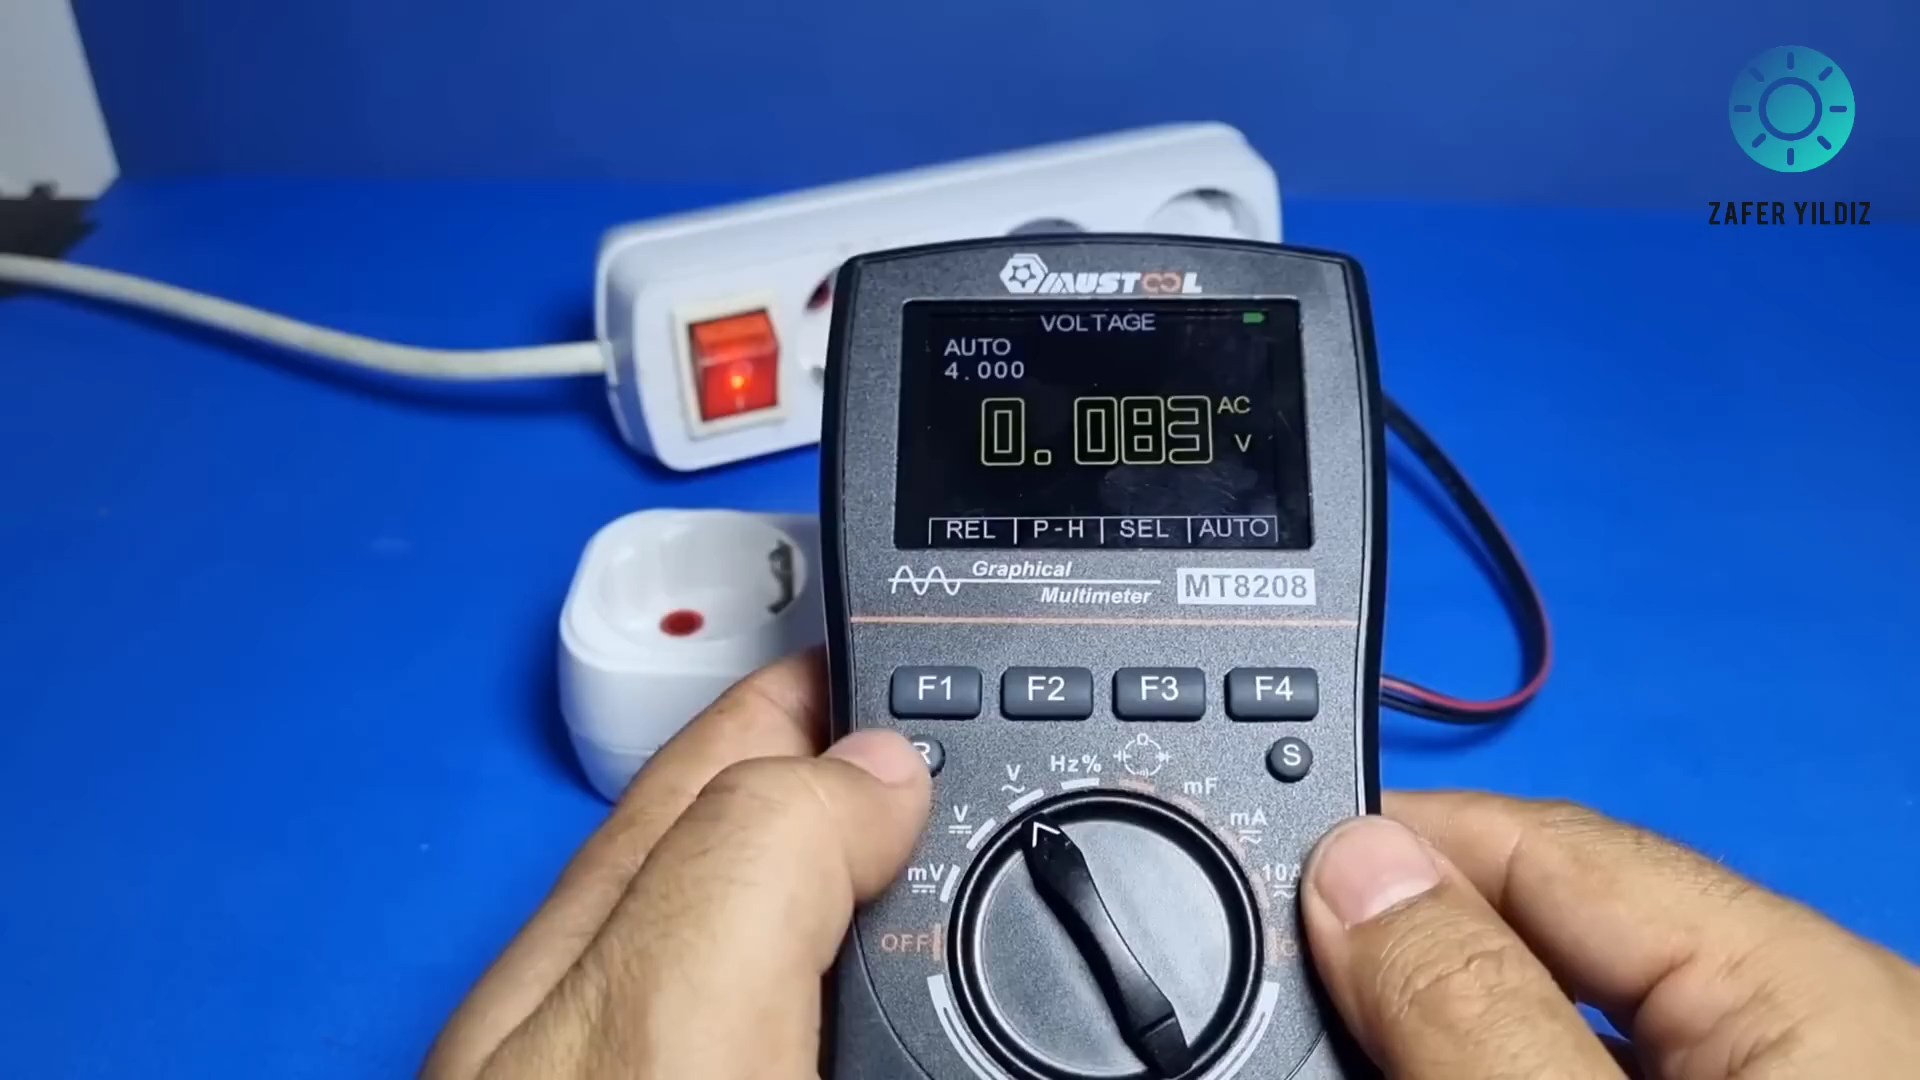 ZAFER YILDIZ
MUSTOOL
VOLTAGE
AUTO
4.000
0.083 AC V
REL P-H SEL AUTO
Graphical
Multimeter
MT8208
F1 F2 F3 F4
R
S
V
Hz%
mF
V
mA
mV
10A
OFF